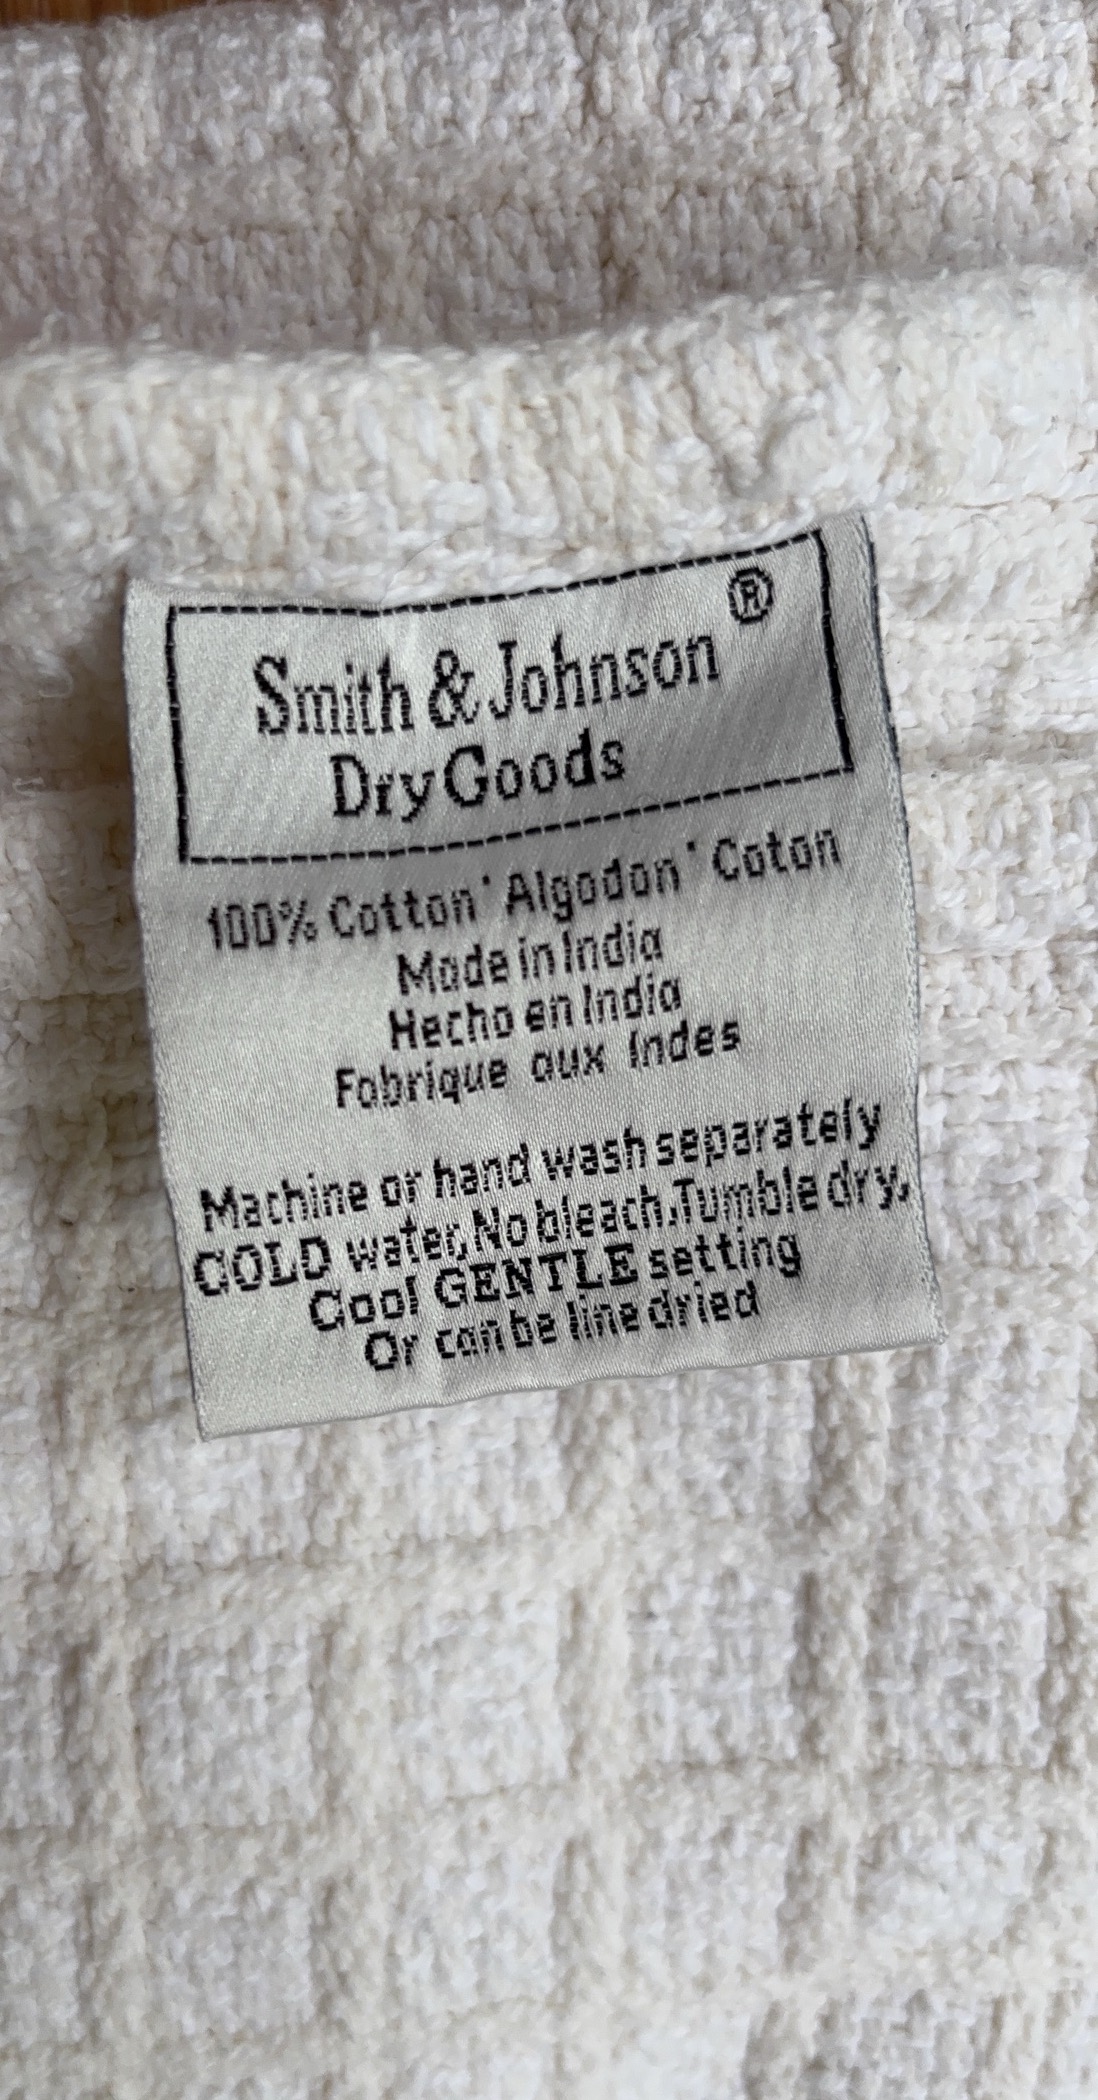 Smith & Johnson ®
Dry Goods
100% Cotton · Algodon · Coton
Made in India
Hecho en India
Fabrique aux Indes
Machine or hand wash separately
COLD water, No bleach. Tumble dry,
Cool GENTLE setting
Or can be line dried